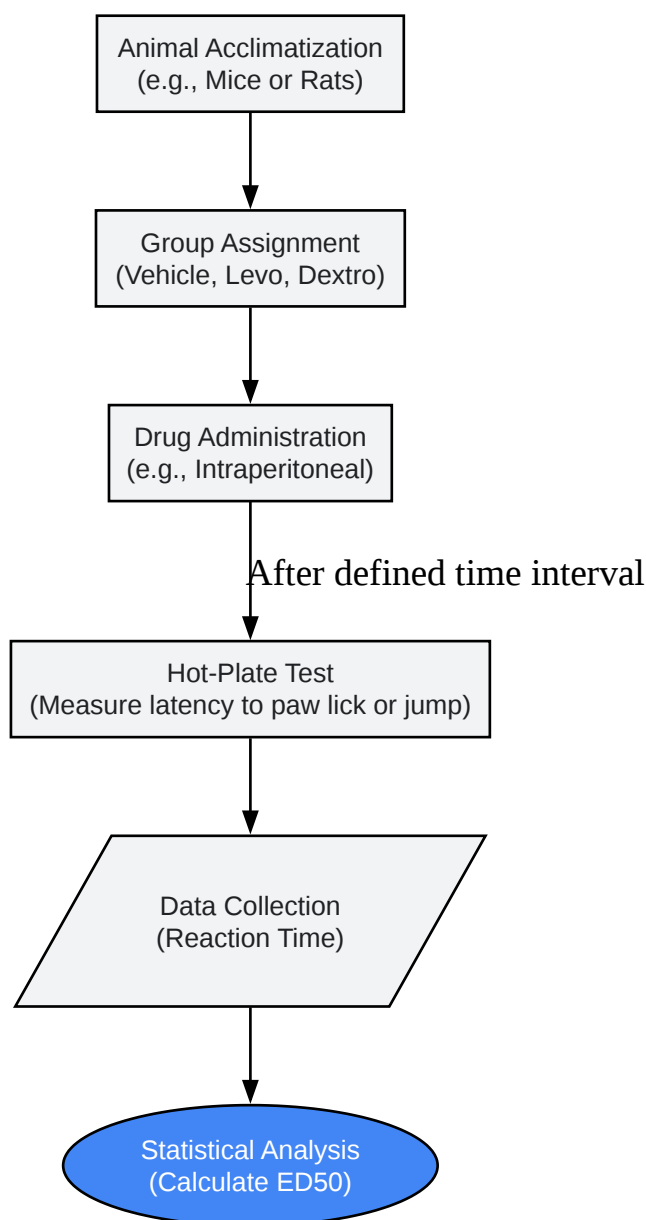 Animal Acclimatization
(e.g., Mice or Rats)
Group Assignment
(Vehicle, Levo, Dextro)
Drug Administration
(e.g., Intraperitoneal)
After defined time interval
Hot-Plate Test
(Measure latency to paw lick or jump)
Data Collection
(Reaction Time)
Statistical Analysis
(Calculate ED50)